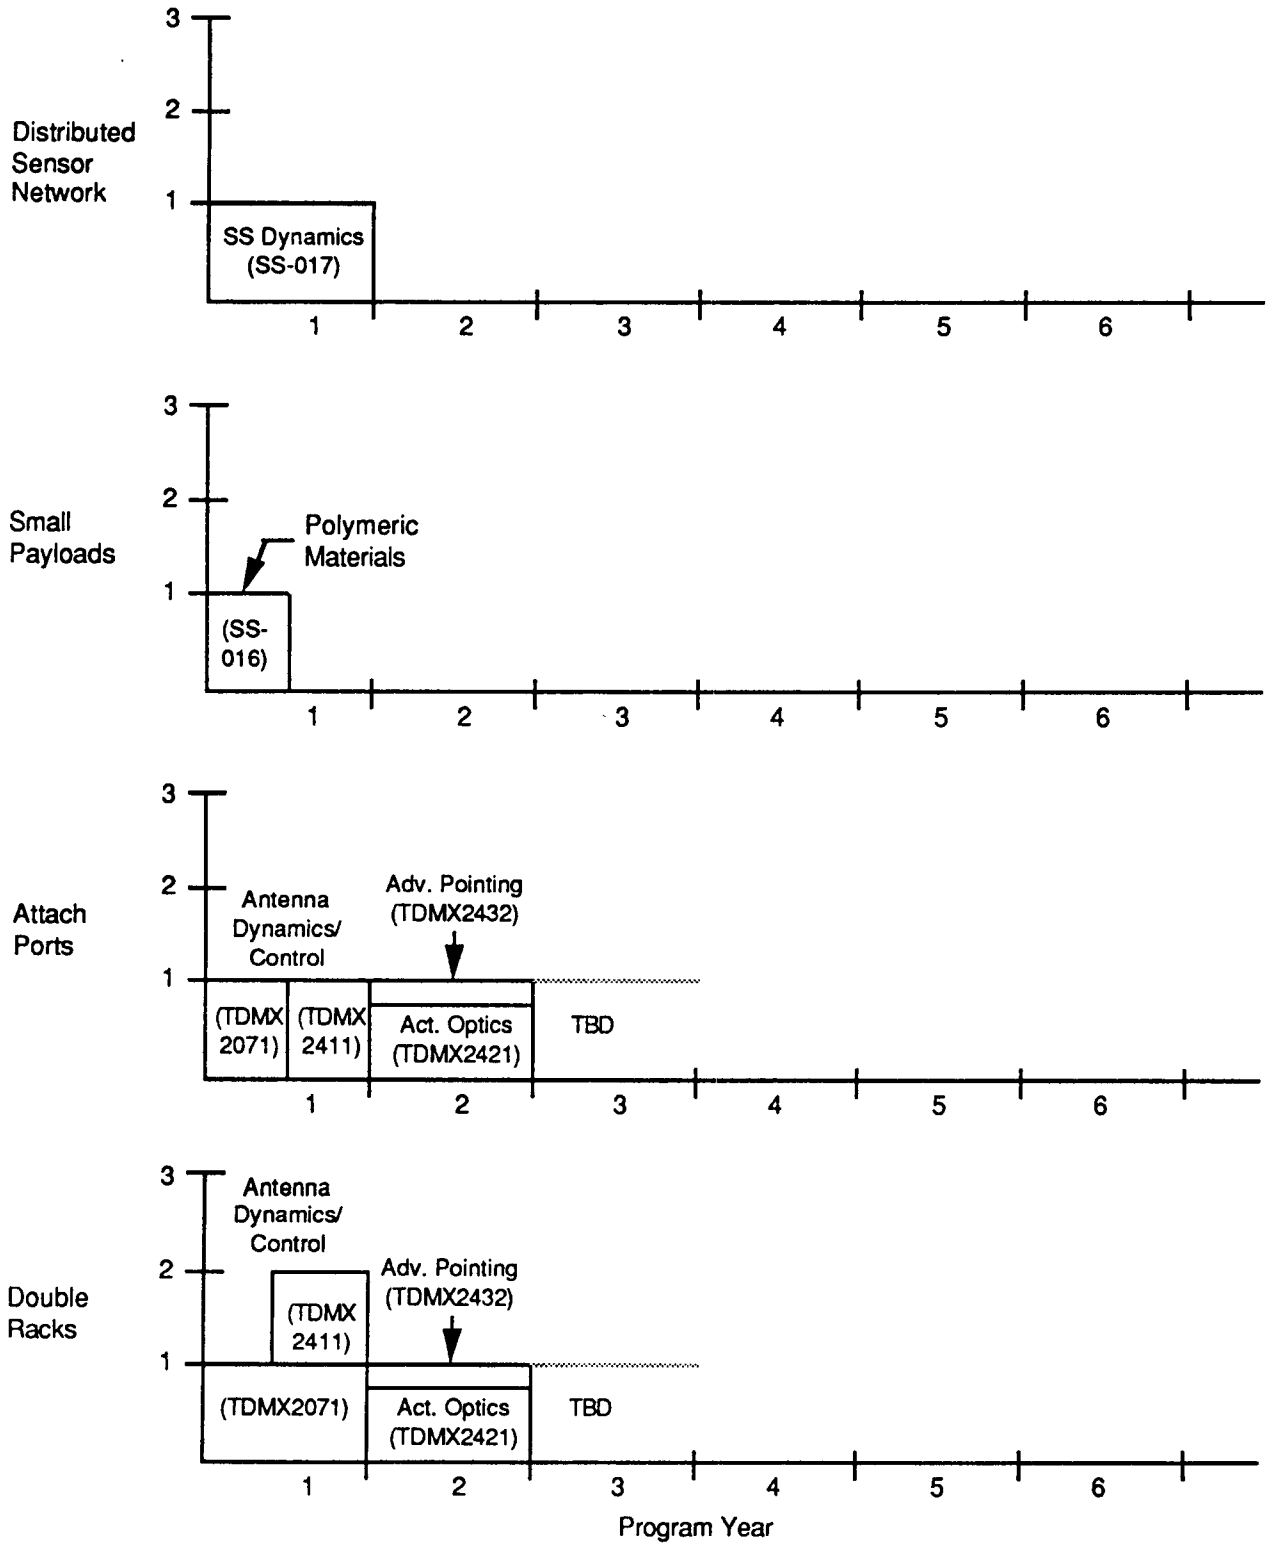 3
2
Distributed
Sensor
Network
1
SS Dynamics
(SS-017)
1 2 3 4 5 6
3
2
Small
Payloads
Polymeric
Materials
1
(SS-
016)
1 2 3 4 5 6
3
2
Attach
Ports
Antenna
Dynamics/
Control
Adv. Pointing
(TDMX2432)
1
(TDMX
2071)
(TDMX
2411)
Act. Optics
(TDMX2421)
TBD
1 2 3 4 5 6
3
Antenna
Dynamics/
Control
2
Adv. Pointing
(TDMX2432)
Double
Racks
(TDMX
2411)
1
(TDMX2071)
Act. Optics
(TDMX2421)
TBD
1 2 3 4 5 6
Program Year